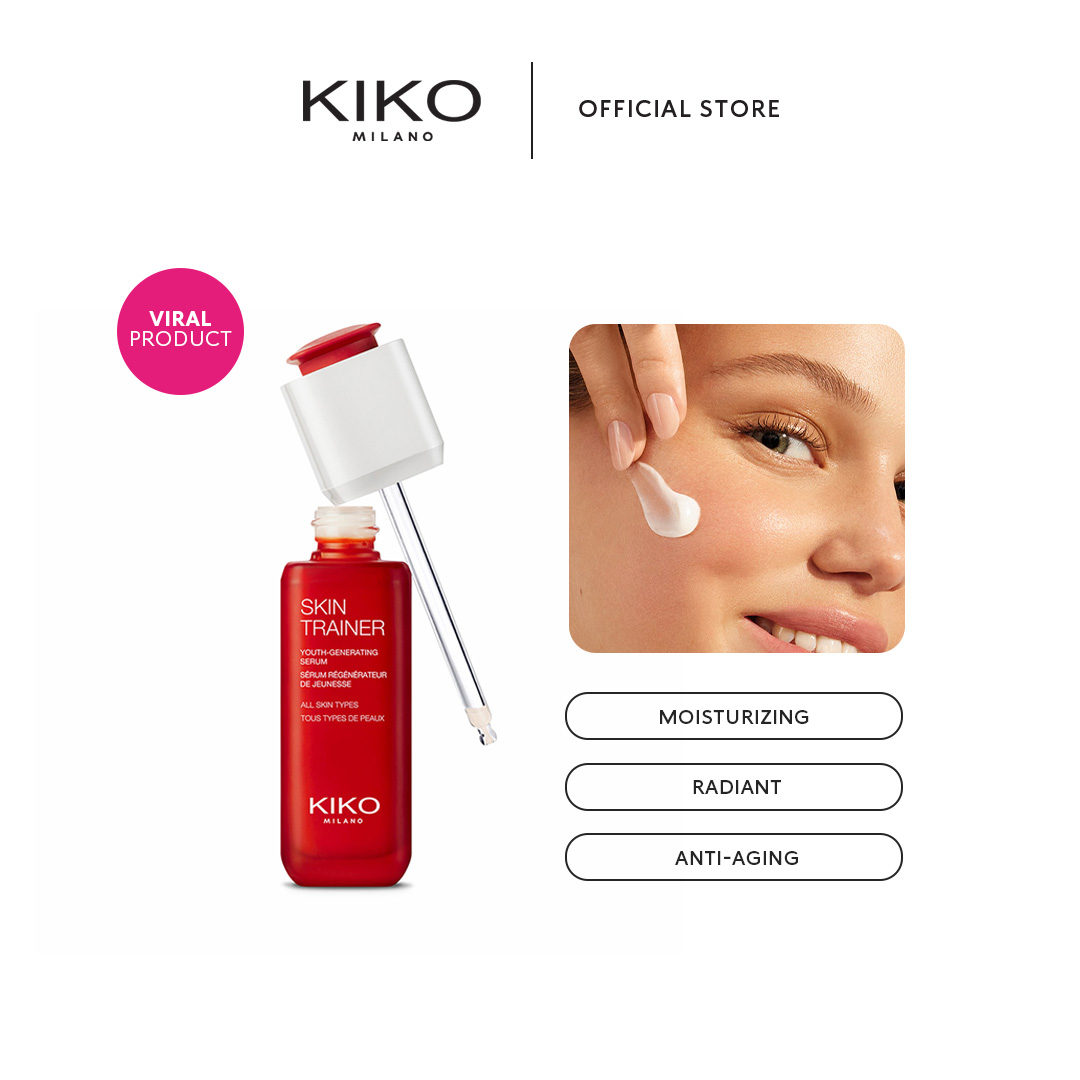 KIKO
MILANO
OFFICIAL STORE
VIRAL
PRODUCT
SKIN
TRAINER
YOUTH-GENERATING
SERUM
SÉRUM RÉGÉNÉRATEUR
DE JEUNESSE
ALL SKIN TYPES
TOUS TYPES DE PEAUX
KIKO
MILANO
MOISTURIZING
RADIANT
ANTI-AGING